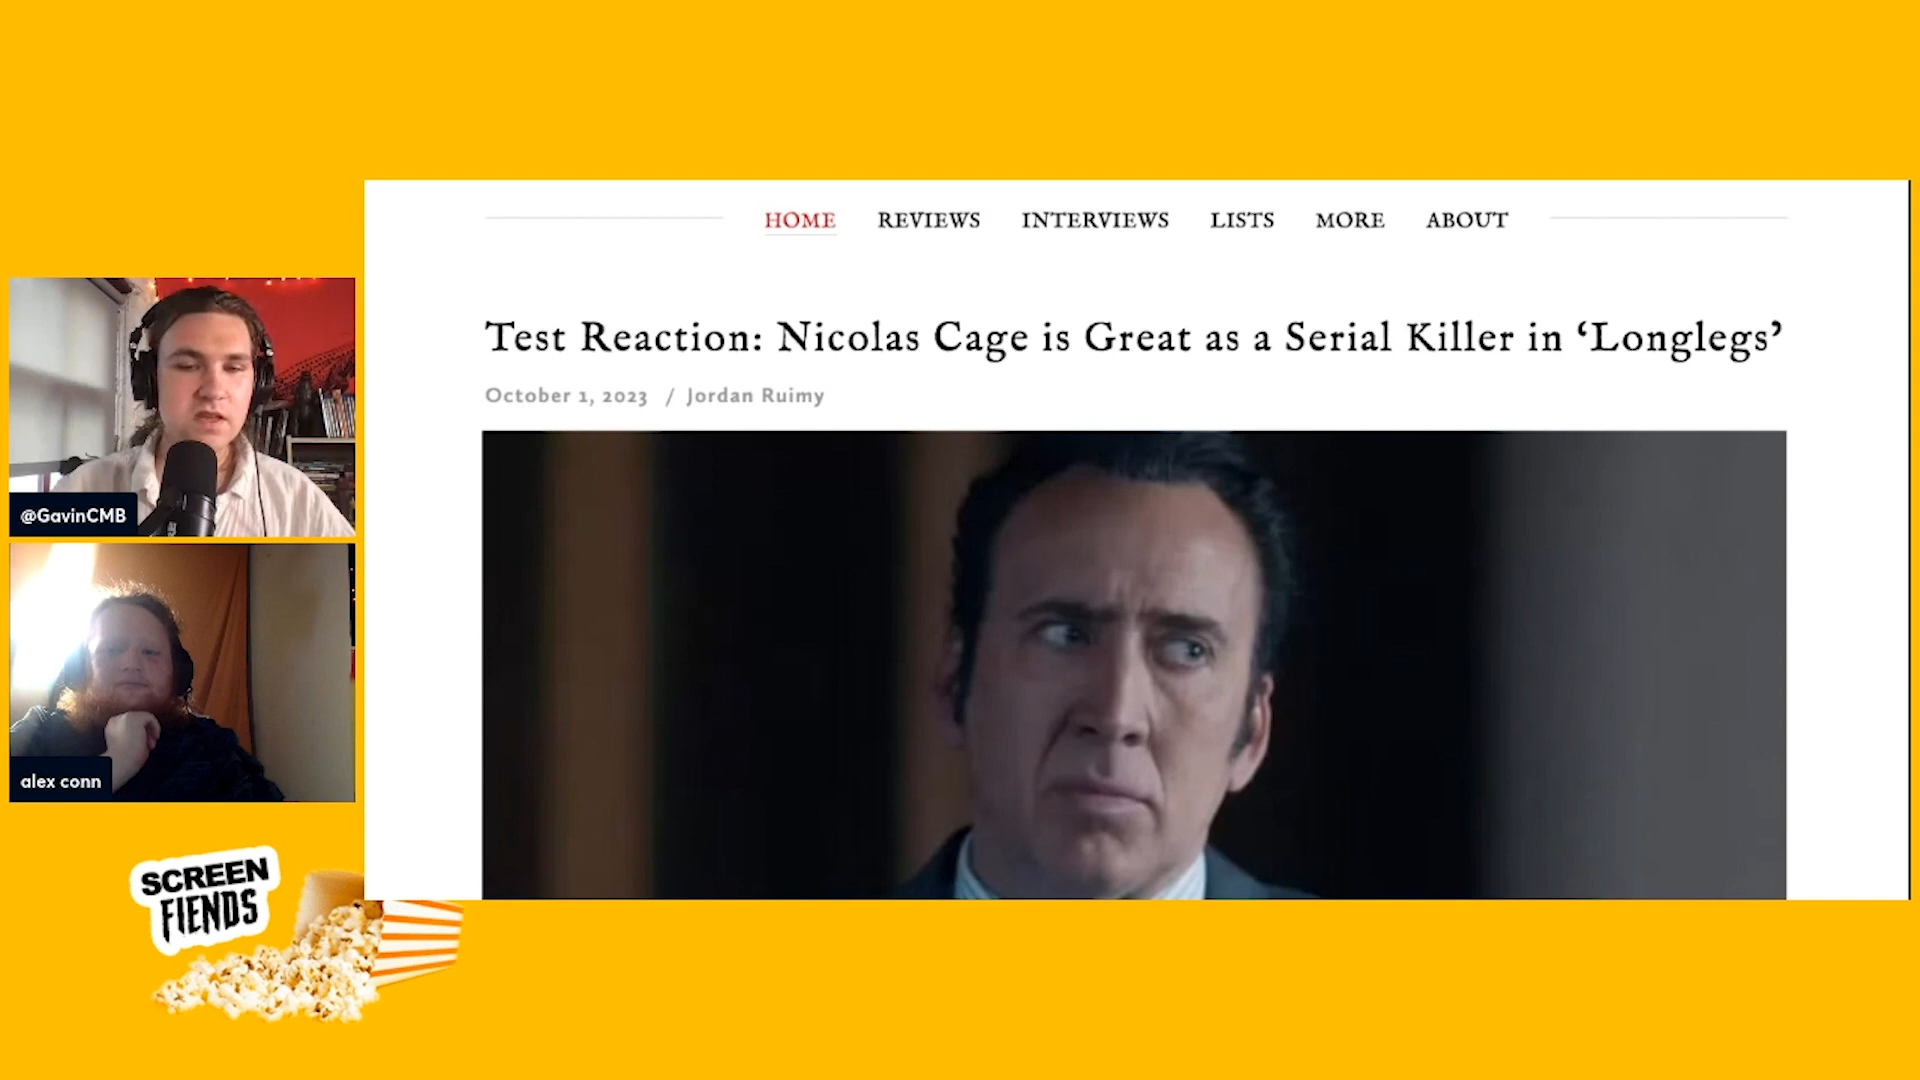 HOME REVIEWS INTERVIEWS LISTS MORE ABOUT
Test Reaction: Nicolas Cage is Great as a Serial Killer in ‘Longlegs’
October 1, 2023 / Jordan Ruimy
@GavinCMB
alex conn
SCREEN
FIENDS